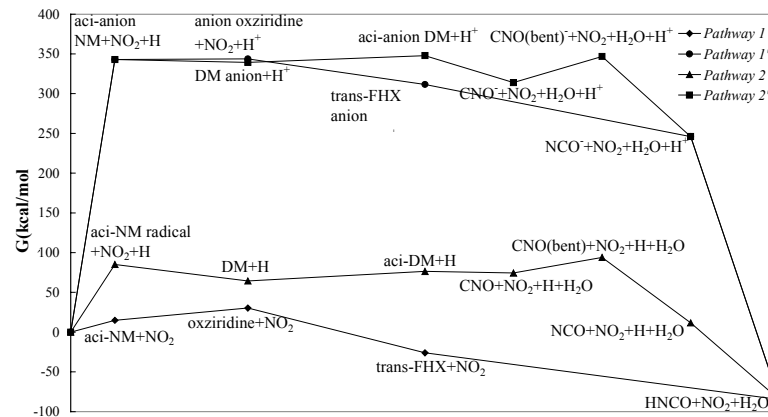 400
350
300
250
200
150
100
50
0
-50
-100
G(kcal/mol)
aci-anion
NM+NO₂+H
anion oxziridine
+NO₂+H⁺
DM anion+H⁺
aci-anion DM+H⁺
trans-FHX
anion
CNO⁻+NO₂+H₂O+H⁺
CNO(bent)⁻+NO₂+H₂O+H⁺
NCO⁻+NO₂+H₂O+H⁺
Pathway 1
Pathway 1'
Pathway 2
Pathway 2'
aci-NM radical
+NO₂+H
DM+H
aci-DM+H
CNO+NO₂+H+H₂O
CNO(bent)+NO₂+H+H₂O
NCO+NO₂+H+H₂O
aci-NM+NO₂
oxziridine+NO₂
trans-FHX+NO₂
HNCO+NO₂+H₂O